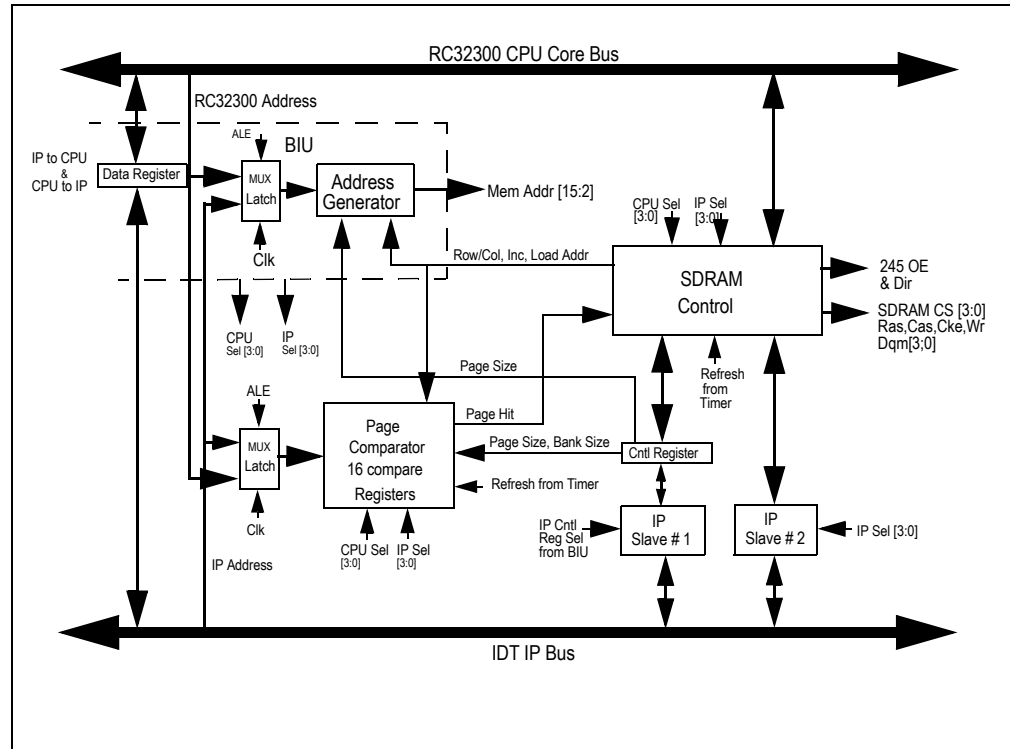 RC32300 CPU Core Bus
RC32300 Address
ALE
BIU
IP to CPU
&
CPU to IP
Data Register
MUX
Latch
Address
Generator
Mem Addr [15:2]
Clk
CPU Sel
[3:0]
IP Sel
[3:0]
Row/Col, Inc, Load Addr
SDRAM
Control
245 OE
& Dir
SDRAM CS [3:0]
Ras,Cas,Cke,Wr
Dqm[3;0]
CPU
Sel [3:0]
IP
Sel [3:0]
Page Size
Refresh
from
Timer
ALE
MUX
Latch
Clk
Page
Comparator
16 compare
Registers
Page Hit
Page Size, Bank Size
Cntl Register
Refresh from Timer
CPU Sel
[3:0]
IP Sel
[3:0]
IP Cntl
Reg Sel
from BIU
IP
Slave # 1
IP
Slave # 2
IP Sel [3:0]
IP Address
IDT IP Bus